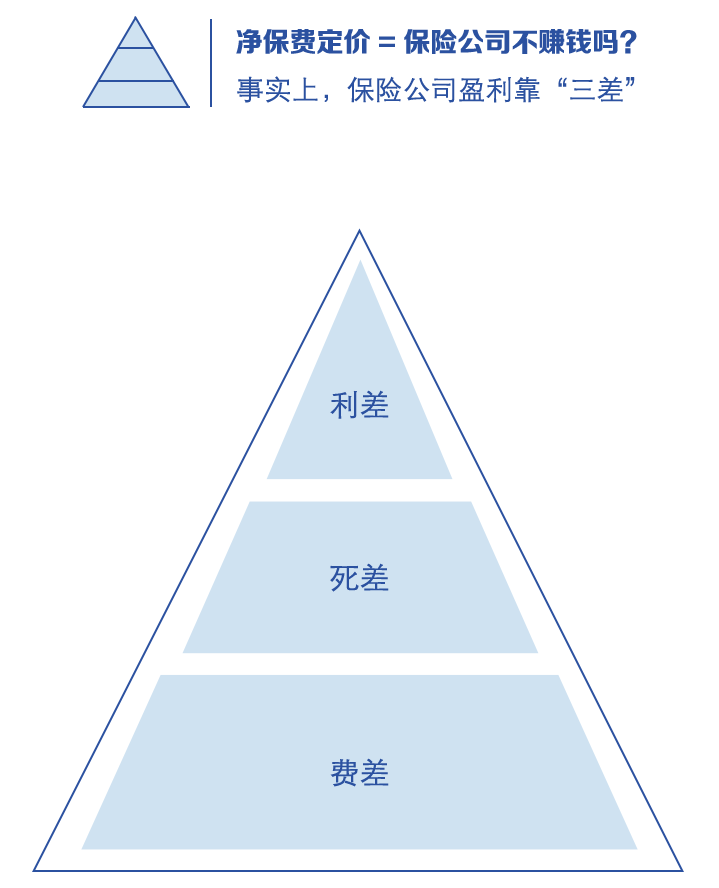 净保费定价 = 保险公司不赚钱吗？
事实上，保险公司盈利靠“三差”
利差
死差
费差